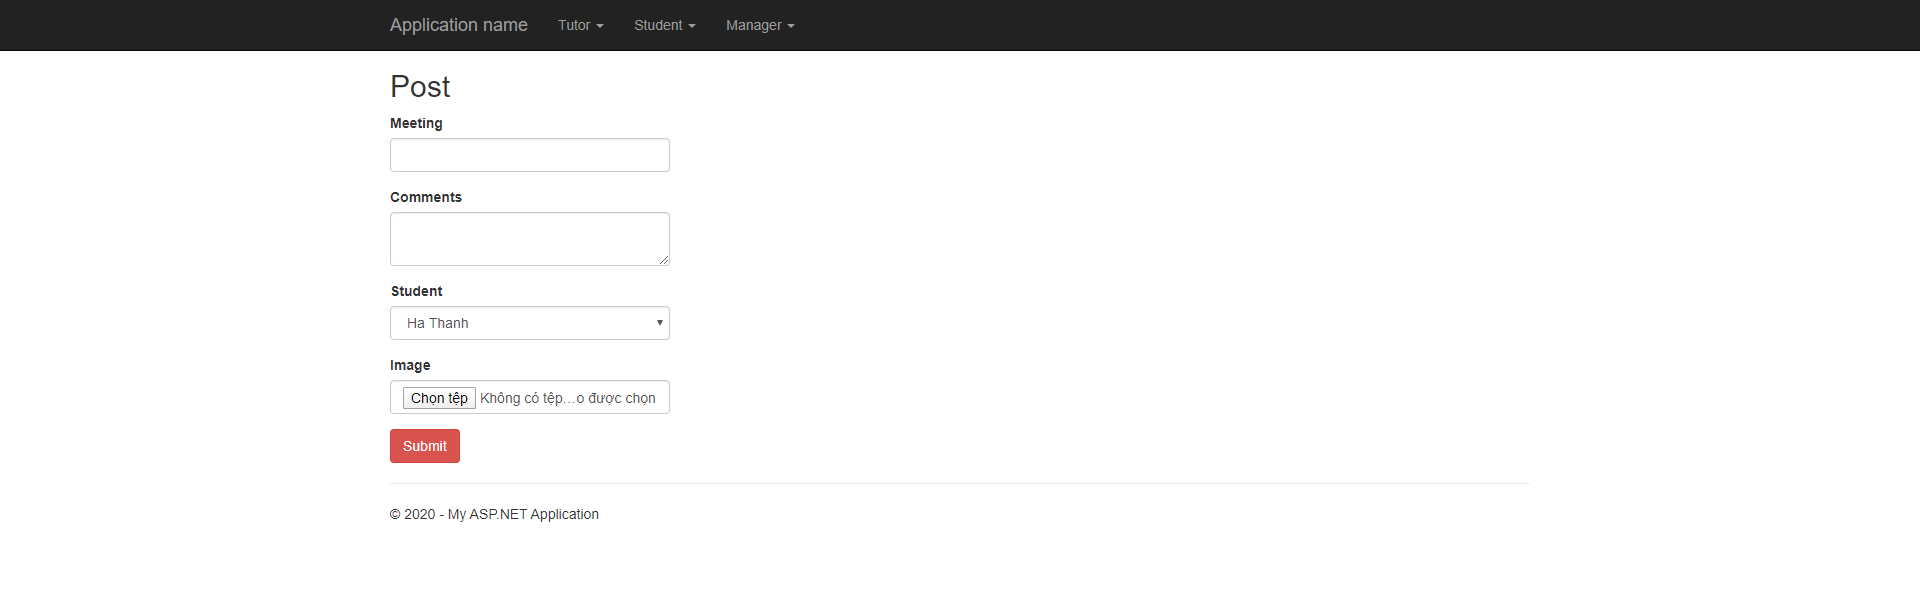 Application name Tutor Student Manager
Post
Meeting
Comments
Student
Ha Thanh
Image
Chọn tệp Không có tệp…o được chọn
Submit
© 2020 - My ASP.NET Application